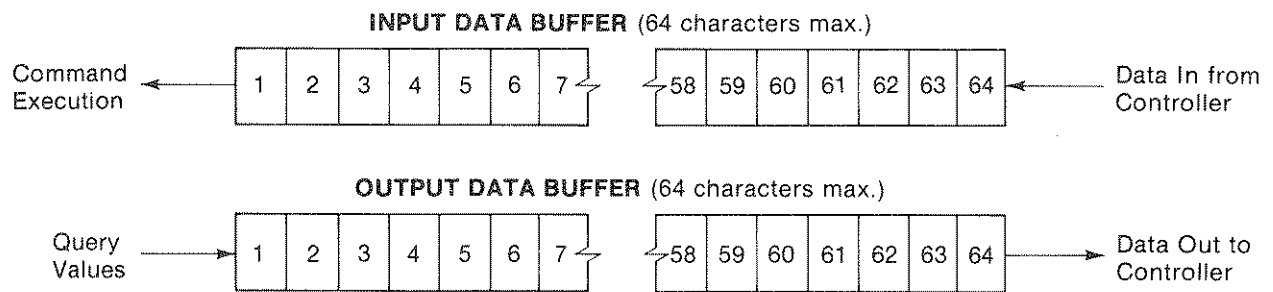 INPUT DATA BUFFER (64 characters max.)
Command
Execution
1 2 3 4 5 6 7 58 59 60 61 62 63 64
Data In from
Controller
OUTPUT DATA BUFFER (64 characters max.)
Query
Values
1 2 3 4 5 6 7 58 59 60 61 62 63 64
Data Out to
Controller